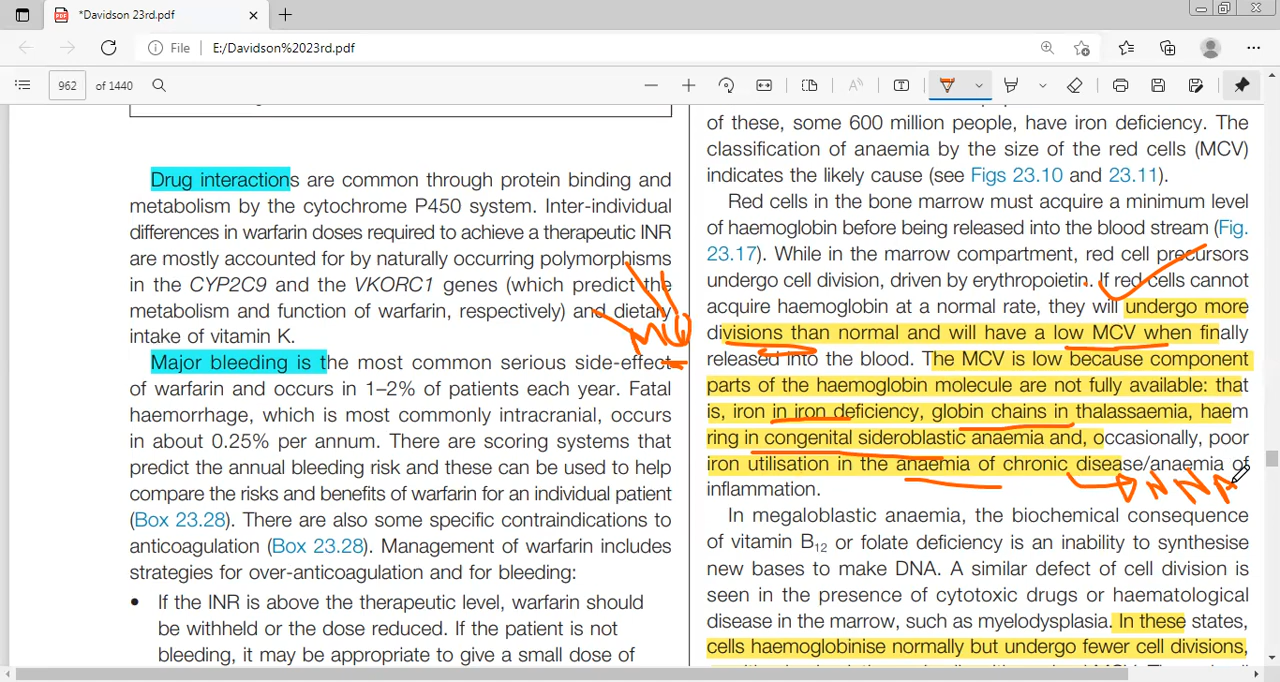 *Davidson 23rd.pdf
File
E:/Davidson%2023rd.pdf
962
of 1440
Drug interactions are common through protein binding and
metabolism by the cytochrome P450 system. Inter-individual
differences in warfarin doses required to achieve a therapeutic INR
are mostly accounted for by naturally occurring polymorphisms
in the CYP2C9 and the VKORC1 genes (which predict the
metabolism and function of warfarin, respectively) and dietary
intake of vitamin K.
Major bleeding is the most common serious side-effect
of warfarin and occurs in 1–2% of patients each year. Fatal
haemorrhage, which is most commonly intracranial, occurs
in about 0.25% per annum. There are scoring systems that
predict the annual bleeding risk and these can be used to help
compare the risks and benefits of warfarin for an individual patient
(Box 23.28). There are also some specific contraindications to
anticoagulation (Box 23.28). Management of warfarin includes
strategies for over-anticoagulation and for bleeding:
• If the INR is above the therapeutic level, warfarin should
be withheld or the dose reduced. If the patient is not
bleeding, it may be appropriate to give a small dose of
of these, some 600 million people, have iron deficiency. The
classification of anaemia by the size of the red cells (MCV)
indicates the likely cause (see Figs 23.10 and 23.11).
Red cells in the bone marrow must acquire a minimum level
of haemoglobin before being released into the blood stream (Fig.
23.17). While in the marrow compartment, red cell precursors
undergo cell division, driven by erythropoietin. If red cells cannot
acquire haemoglobin at a normal rate, they will undergo more
divisions than normal and will have a low MCV when finally
released into the blood. The MCV is low because component
parts of the haemoglobin molecule are not fully available: that
is, iron in iron deficiency, globin chains in thalassaemia, haem
ring in congenital sideroblastic anaemia and, occasionally, poor
iron utilisation in the anaemia of chronic disease/anaemia of
inflammation.
NNA
In megaloblastic anaemia, the biochemical consequence
of vitamin B12 or folate deficiency is an inability to synthesise
new bases to make DNA. A similar defect of cell division is
seen in the presence of cytotoxic drugs or haematological
disease in the marrow, such as myelodysplasia. In these states,
cells haemoglobinise normally but undergo fewer cell divisions,